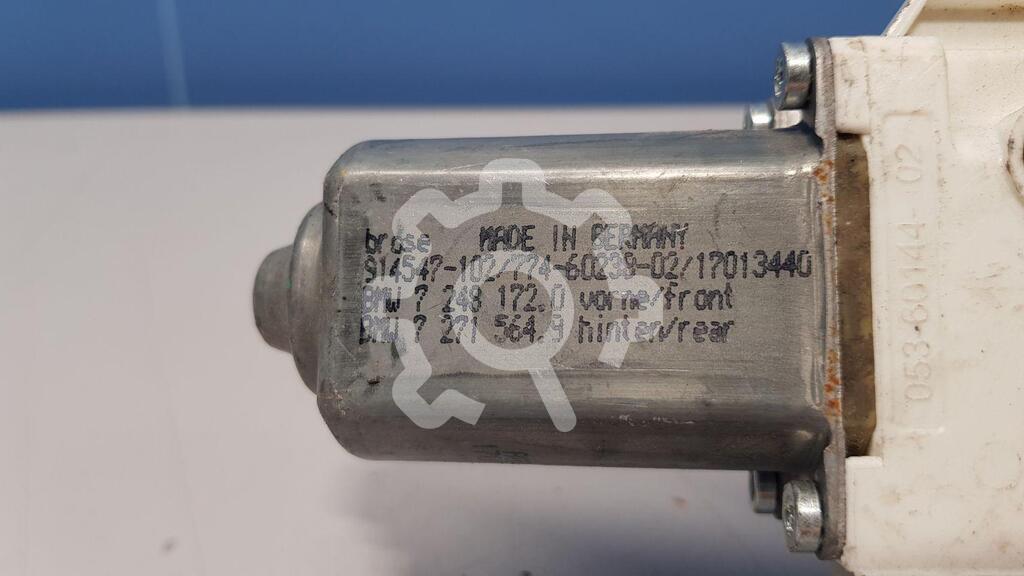 brose MADE IN GERMANY
914547-102/774-60238-02/17013440
BMW 7 248 172.0 vorne/front
BMW 7 271 564.9 hinten/rear
053-60144-02